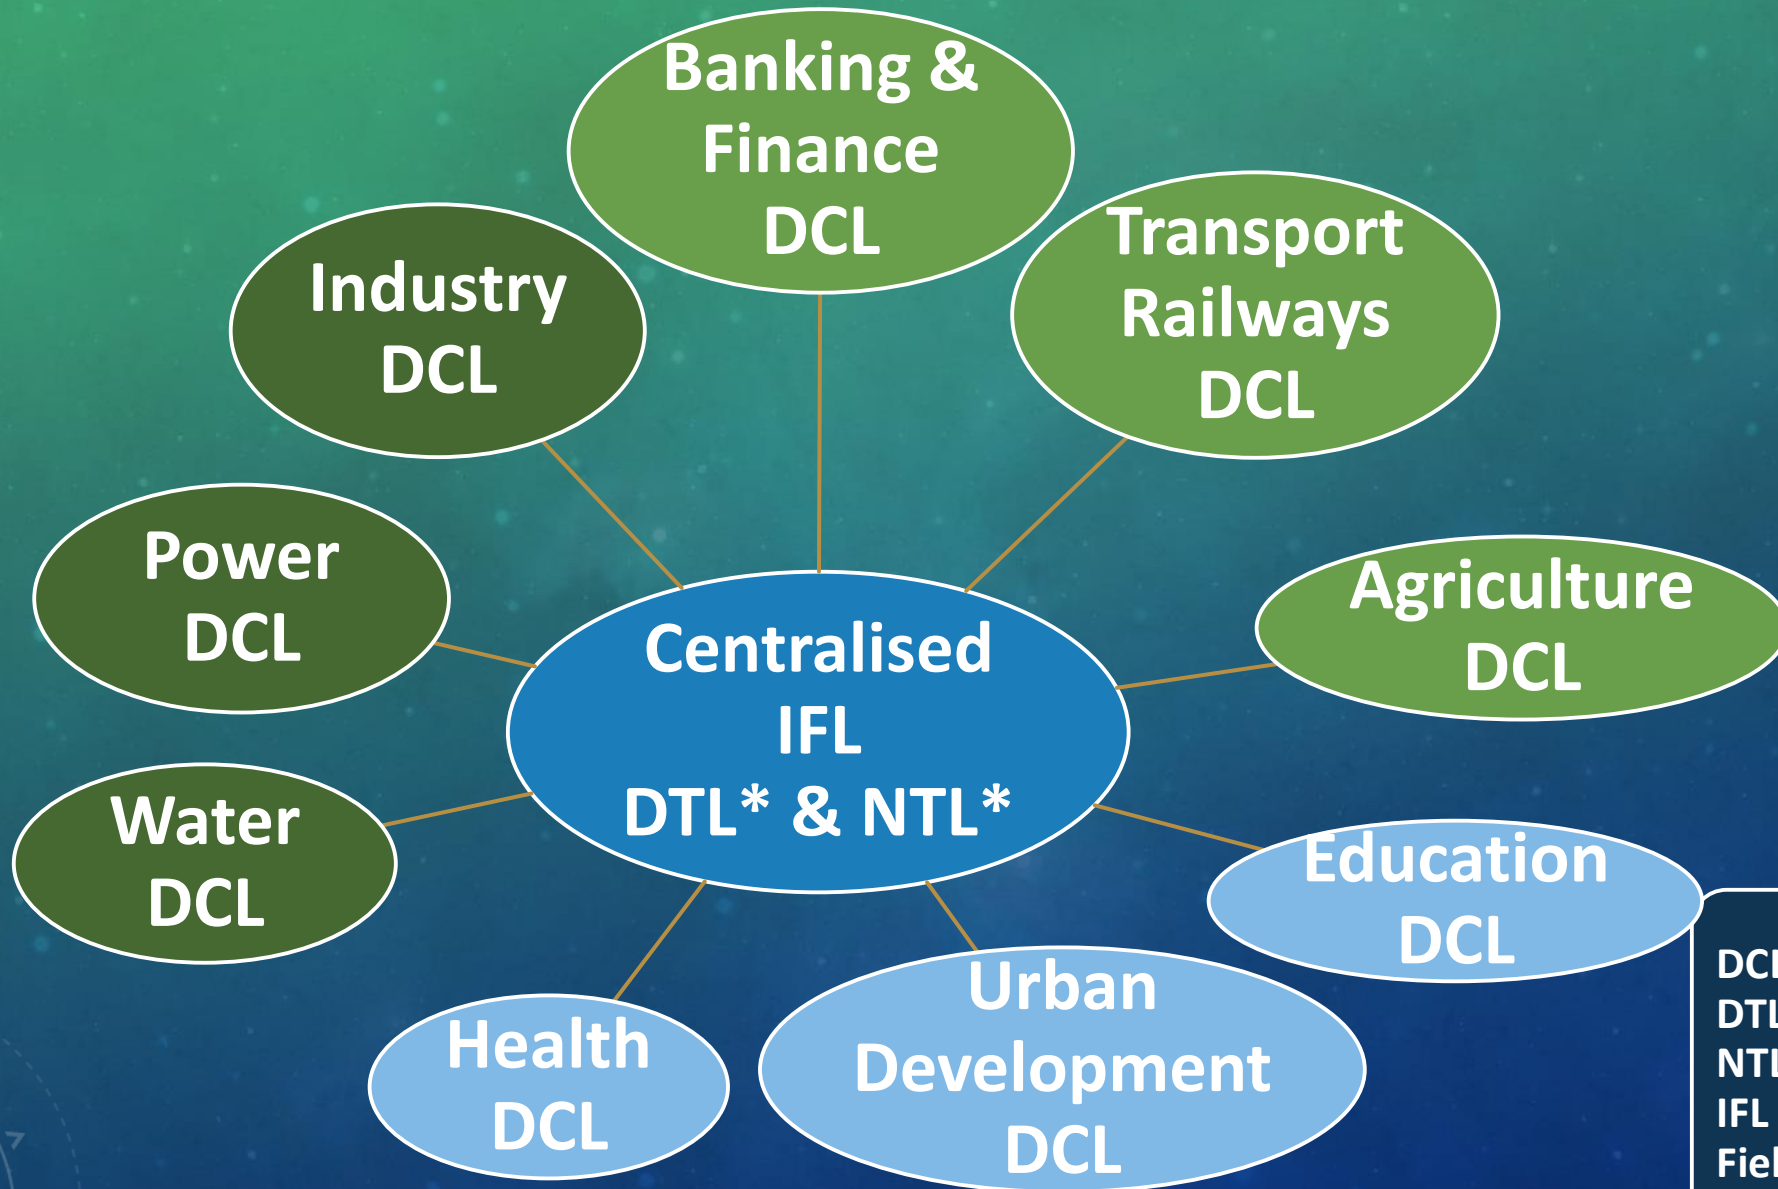 Banking &
Finance
DCL
Transport
Railways
DCL
Industry
DCL
Power
DCL
Agriculture
DCL
Centralised
IFL
DTL* & NTL*
Water
DCL
Education
DCL
Urban
Development
DCL
Health
DCL
IFL